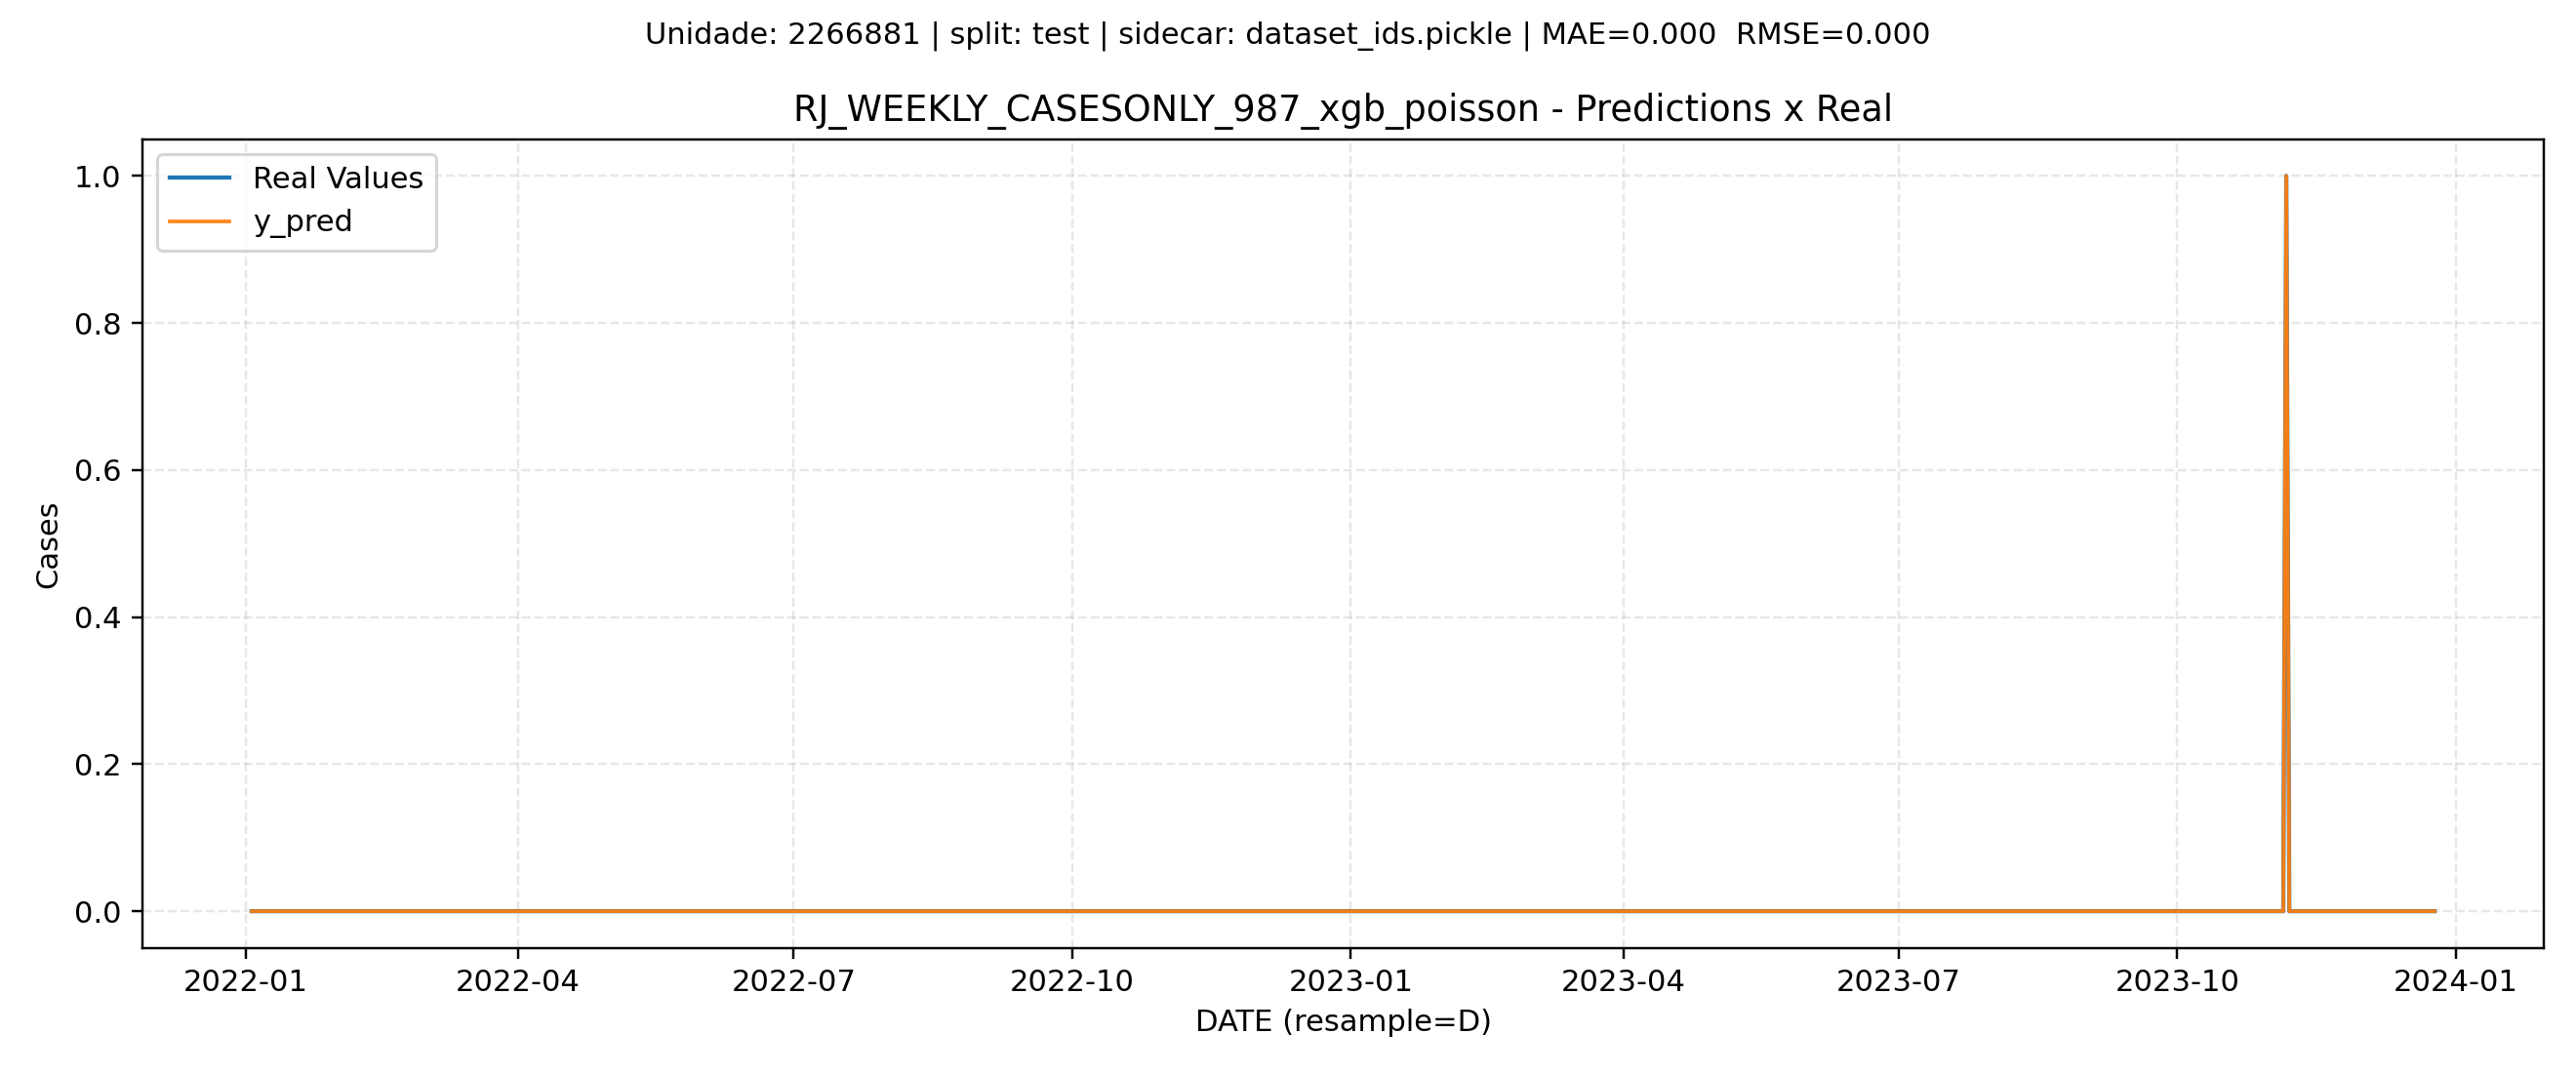 Unidade: 2266881 | split: test | sidecar: dataset_ids.pickle | MAE=0.000  RMSE=0.000
RJ_WEEKLY_CASESONLY_987_xgb_poisson - Predictions x Real
Real Values
y_pred
1.0
0.8
0.6
0.4
0.2
0.0
Cases
2022-01 2022-04 2022-07 2022-10 2023-01 2023-04 2023-07 2023-10 2024-01
DATE (resample=D)